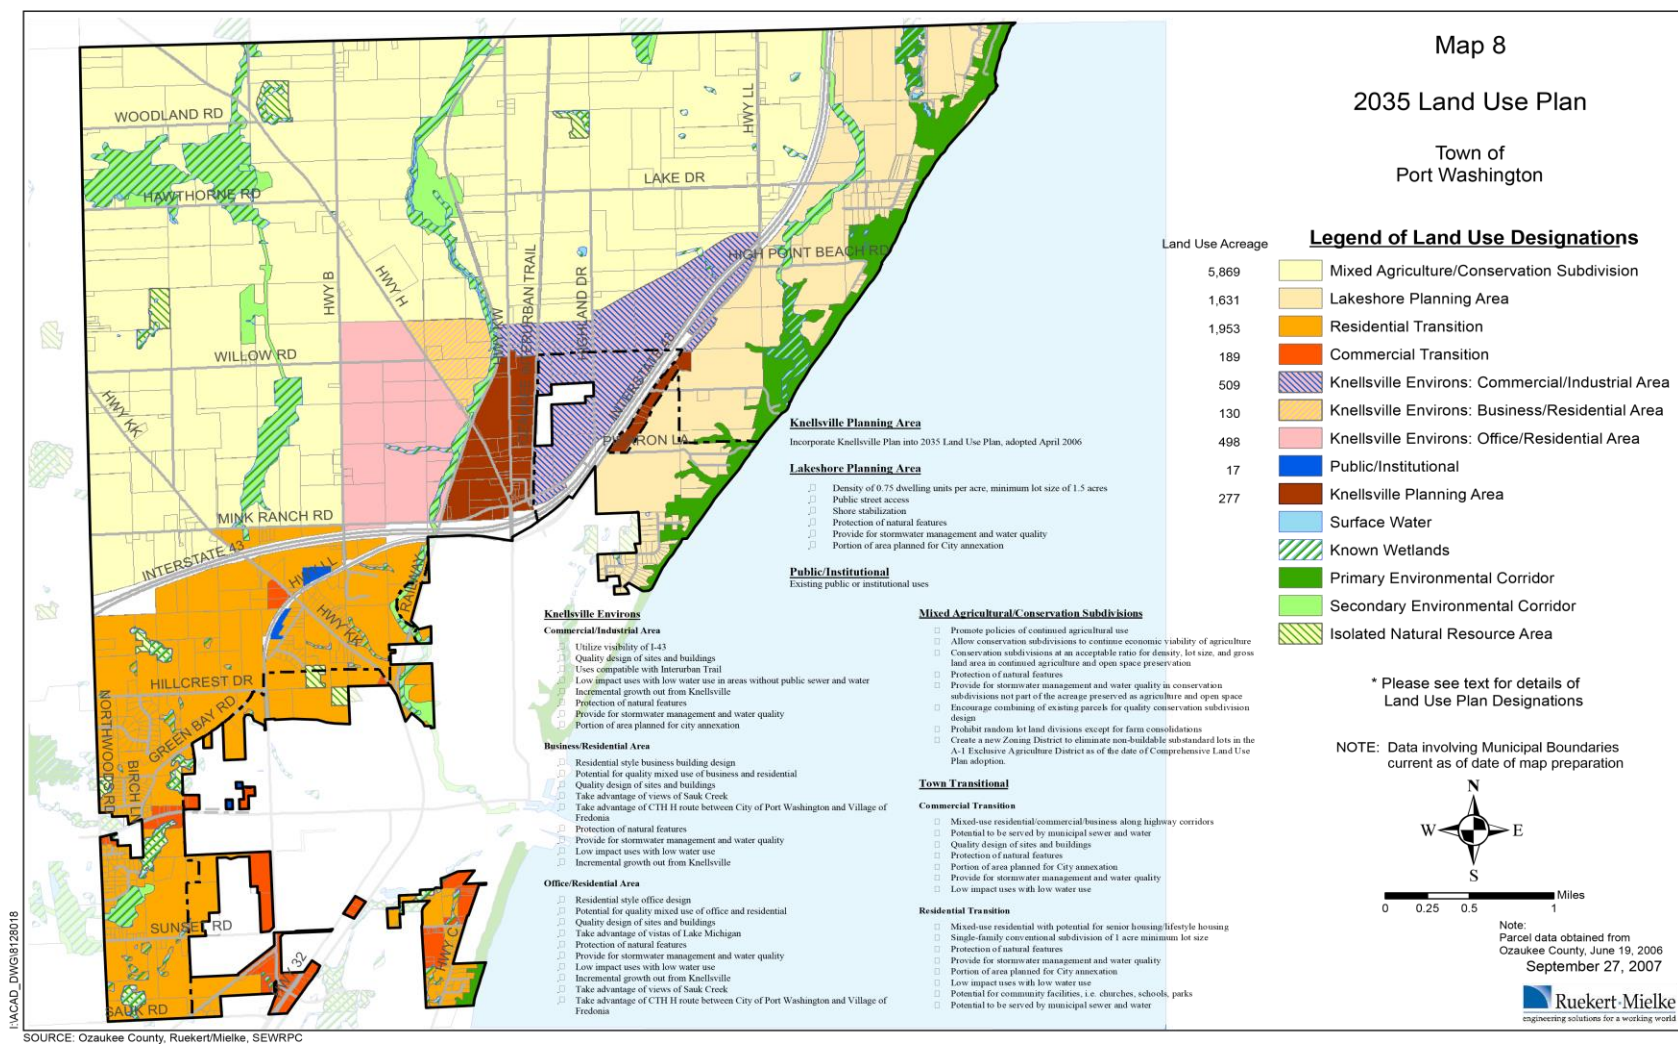 Map 8
2035 Land Use Plan
Town of
Port Washington
Land Use Acreage
Legend of Land Use Designations
5,869 Mixed Agriculture/Conservation Subdivision
1,631 Lakeshore Planning Area
1,953 Residential Transition
189 Commercial Transition
509 Knellsville Environs: Commercial/Industrial Area
130 Knellsville Environs: Business/Residential Area
498 Knellsville Environs: Office/Residential Area
17 Public/Institutional
277 Knellsville Planning Area
Surface Water
Known Wetlands
Primary Environmental Corridor
Secondary Environmental Corridor
Isolated Natural Resource Area
* Please see text for details of
Land Use Plan Designations
NOTE: Data involving Municipal Boundaries
current as of date of map preparation
N
W E
S
Miles
0 0.25 0.5 1
Note:
Parcel data obtained from
Ozaukee County, June 19, 2006
September 27, 2007
Ruekert·Mielke
engineering solutions for a working world
WOODLAND RD
HAWTHORNE RD
LAKE DR
HWY LL
HIGH POINT BEACH RD
HWY B
HWY H
HWY KW
INTERURBAN TRAIL
HIGHLAND DR
WILLOW RD
INTERSTATE 43
HWY KK
LA
MINK RANCH RD
INTERSTATE 43
HWY LL
RAILWAY
HWY KK
HILLCREST DR
GREEN BAY RD
NORTHWOODS RD
BIRCH LN
SUNSET RD
32
HWY C
SAUK RD
Knellsville Planning Area
Incorporate Knellsville Plan into 2035 Land Use Plan, adopted April 2006
Lakeshore Planning Area
Density of 0.75 dwelling units per acre, minimum lot size of 1.5 acres
Public street access
Shore stabilization
Protection of natural features
Provide for stormwater management and water quality
Portion of area planned for City annexation
Public/Institutional
Existing public or institutional uses
Knellsville Environs
Commercial/Industrial Area
Utilize visibility of I-43
Quality design of sites and buildings
Uses compatible with Interurban Trail
Low impact uses with low water use in areas without public sewer and water
Incremental growth out from Knellsville
Protection of natural features
Provide for stormwater management and water quality
Portion of area planned for city annexation
Business/Residential Area
Residential style business building design
Potential for quality mixed use of business and residential
Quality design of sites and buildings
Take advantage of views of Sauk Creek
Take advantage of CTH H route between City of Port Washington and Village of
Fredonia
Protection of natural features
Provide for stormwater management and water quality
Low impact uses with low water use
Incremental growth out from Knellsville
Office/Residential Area
Residential style office design
Potential for quality mixed use of office and residential
Quality design of sites and buildings
Take advantage of vistas of Lake Michigan
Protection of natural features
Provide for stormwater management and water quality
Low impact uses with low water use
Incremental growth out from Knellsville
Take advantage of views of Sauk Creek
Take advantage of CTH H route between City of Port Washington and Village of
Fredonia
Mixed Agricultural/Conservation Subdivisions
Promote policies of continued agricultural use
Allow conservation subdivisions to continue economic viability of agriculture
Conservation subdivisions at an acceptable ratio for density, lot size, and gross
land area in continued agriculture and open space preservation
Protection of natural features
Provide for stormwater management and water quality in conservation
subdivisions not part of the acreage preserved as agriculture and open space
Encourage combining of existing parcels for quality conservation subdivision
design
Prohibit random lot land divisions except for farm consolidations
Create a new Zoning District to eliminate non-buildable substandard lots in the
A-1 Exclusive Agriculture District as of the date of Comprehensive Land Use
Plan adoption.
Town Transitional
Commercial Transition
Mixed-use residential/commercial/business along highway corridors
Potential to be served by municipal sewer and water
Quality design of sites and buildings
Protection of natural features
Portion of area planned for City annexation
Provide for stormwater management and water quality
Low impact uses with low water use
Residential Transition
Mixed-use residential with potential for senior housing/lifestyle housing
Single-family conventional subdivision of 1 acre minimum lot size
Protection of natural features
Provide for stormwater management and water quality
Portion of area planned for City annexation
Low impact uses with low water use
Potential for community facilities, i.e. churches, schools, parks
Potential to be served by municipal sewer and water
I:\ACAD_DWG\8128018
SOURCE: Ozaukee County, Ruekert/Mielke, SEWRPC